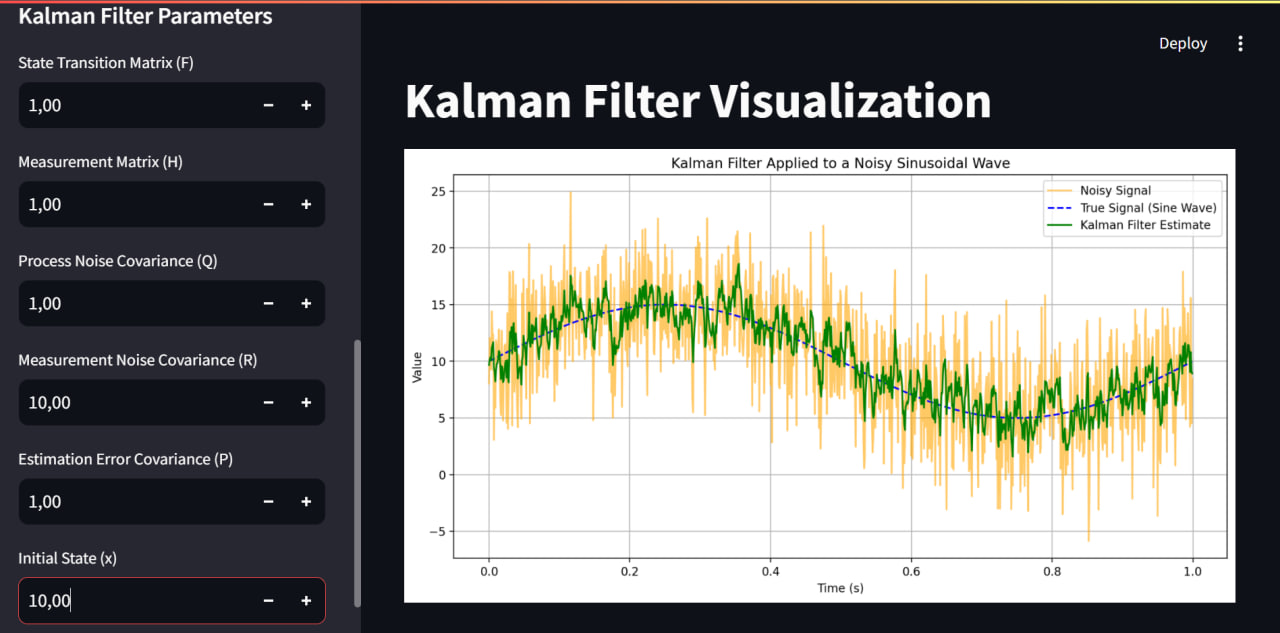 Kalman Filter Parameters
State Transition Matrix (F)
1,00
Measurement Matrix (H)
1,00
Process Noise Covariance (Q)
1,00
Measurement Noise Covariance (R)
10,00
Estimation Error Covariance (P)
1,00
Initial State (x)
10,00
Deploy
Kalman Filter Visualization
Kalman Filter Applied to a Noisy Sinusoidal Wave
Noisy Signal
True Signal (Sine Wave)
Kalman Filter Estimate
Value
25
20
15
10
5
0
−5
0.0 0.2 0.4 0.6 0.8 1.0
Time (s)